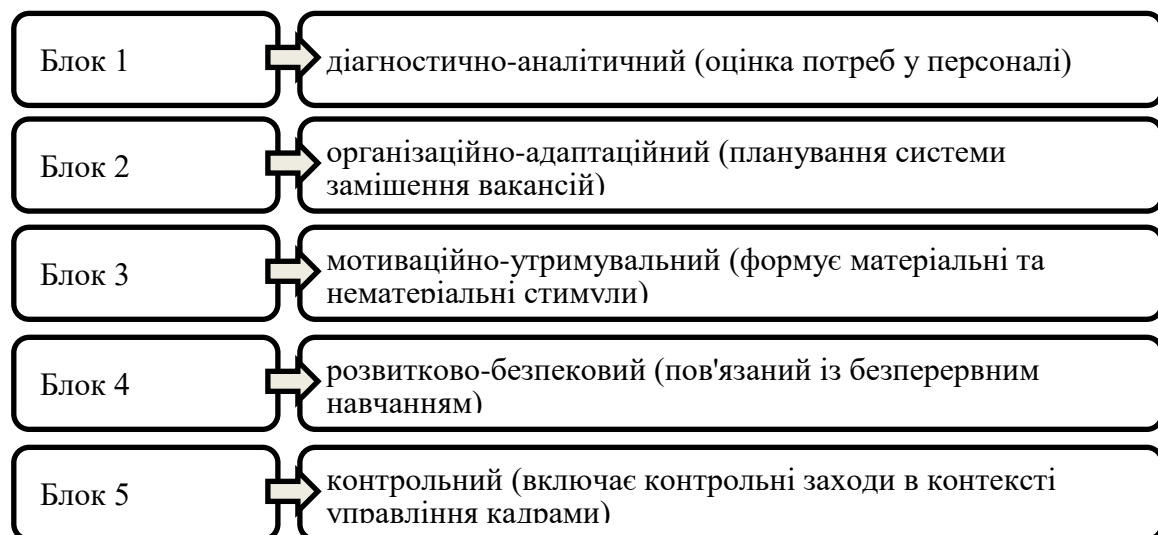 Блок 1
діагностично-аналітичний (оцінка потреб у персоналі)
Блок 2
організаційно-адаптаційний (планування системи
заміщення вакансій)
Блок 3
мотиваційно-утримувальний (формує матеріальні та
нематеріальні стимули)
Блок 4
розвитково-безпековий (пов'язаний із безперервним
навчанням)
Блок 5
контрольний (включає контрольні заходи в контексті
управління кадрами)